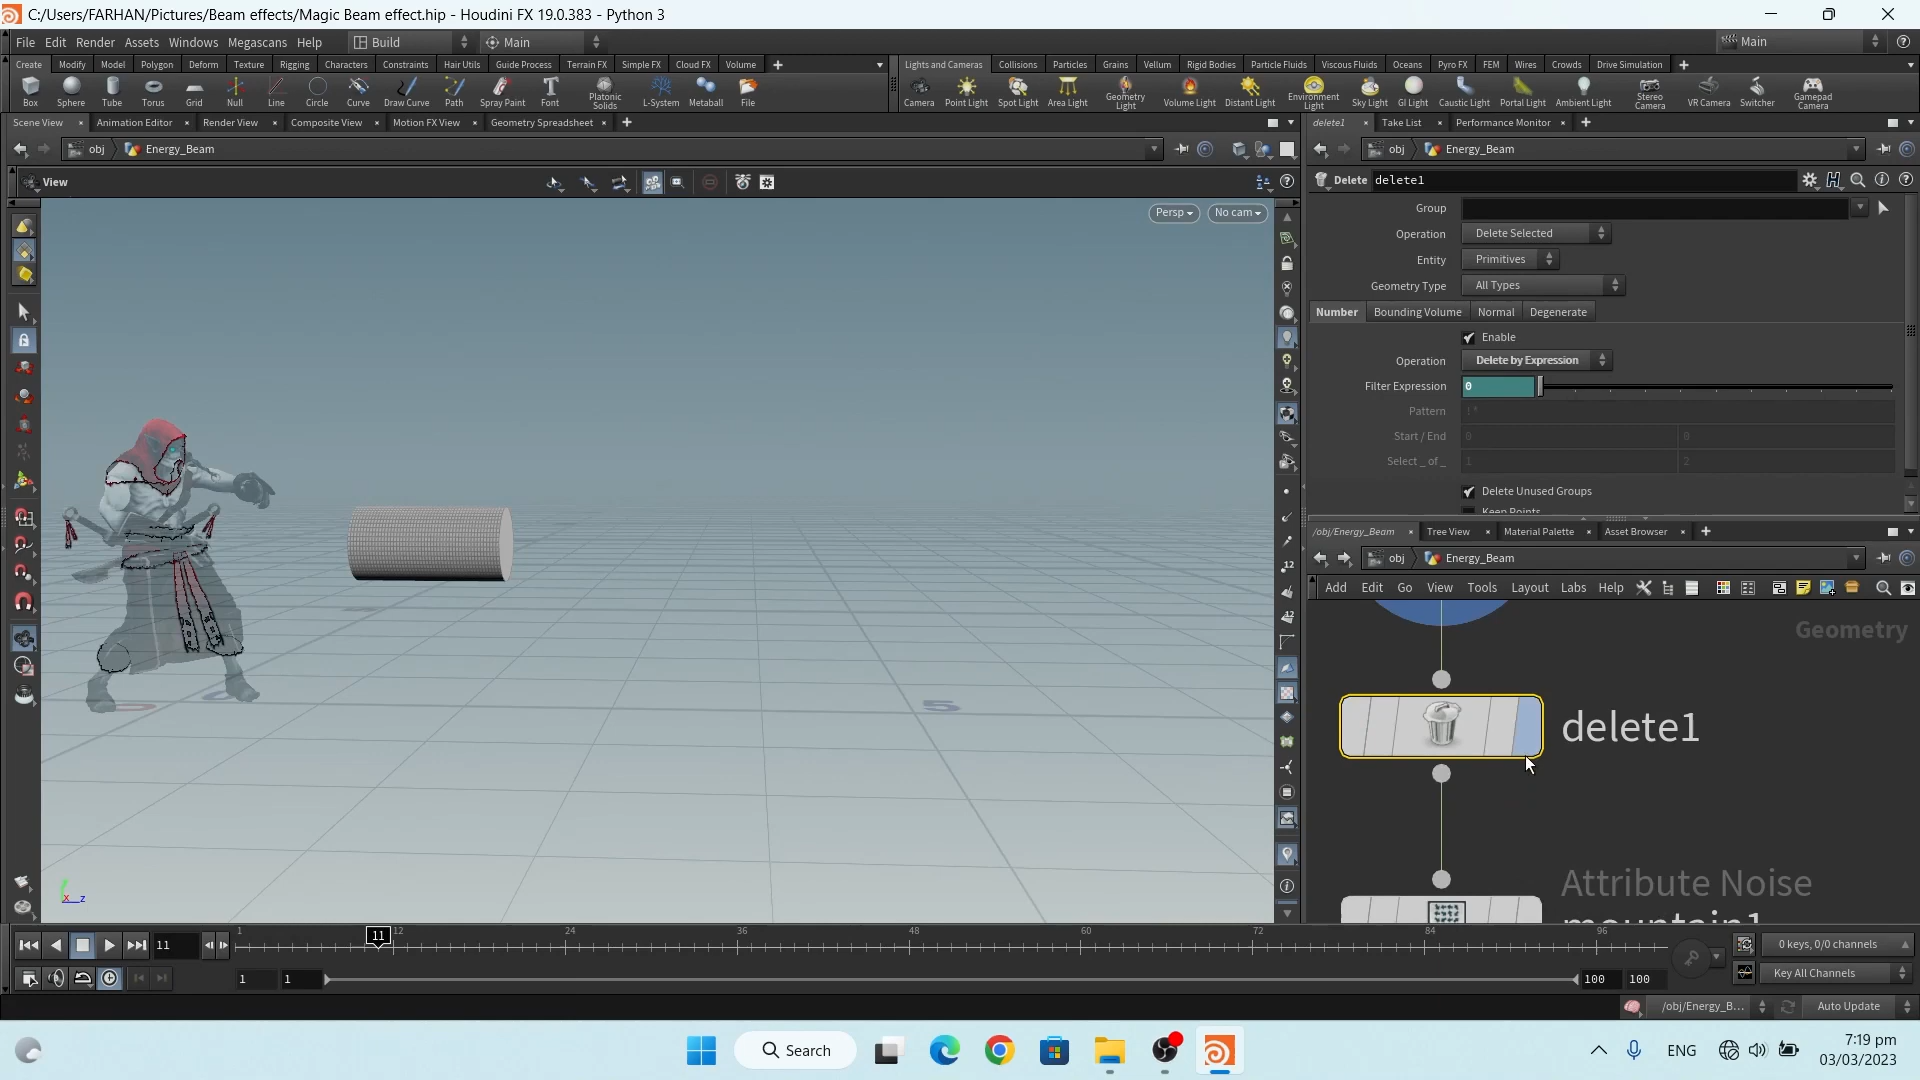 C:/Users/FARHAN/Pictures/Beam effects/Magic Beam effect.hip - Houdini FX 19.0.383 - Python 3
File Edit Render Assets Windows Megascans Help Build Main Main
Create Modify Model Polygon Deform Texture Rigging Characters Constraints Hair Utils Guide Process Terrain FX Simple FX Cloud FX Volume
Lights and Cameras Collisions Particles Grains Vellum Rigid Bodies Particle Fluids Viscous Fluids Oceans Pyro FX FEM Wires Crowds Drive Simulation
Box Sphere Tube Torus Grid Null Line Circle Curve Draw Curve Path Spray Paint Font Platonic Solids L-System Metaball File
Camera Point Light Spot Light Area Light Geometry Light Volume Light Distant Light Environment Light Sky Light GI Light Caustic Light Portal Light Ambient Light Stereo Camera VR Camera Switcher Gamepad Camera
Scene View Animation Editor Render View Composite View Motion FX View Geometry Spreadsheet
delete1 Take List Performance Monitor
obj Energy_Beam
obj Energy_Beam
View
Delete delete1
Persp No cam
Group
Operation Delete Selected
Entity Primitives
Geometry Type All Types
Number Bounding Volume Normal Degenerate
Enable
Operation Delete by Expression
Filter Expression 0
Pattern !*
Start / End 0 0
Select _ of _ 1 2
Delete Unused Groups
Keep Points
/obj/Energy_Beam Tree View Material Palette Asset Browser
obj Energy_Beam
Add Edit Go View Tools Layout Labs Help
Geometry
delete1
Attribute Noise
mountain1
5
0
x z
11
1 11 12 24 36 48 60 72 84 96
0 keys, 0/0 channels
1 1 100 100
Key All Channels
/obj/Energy_B... Auto Update
Search
ENG
7:19 pm
03/03/2023